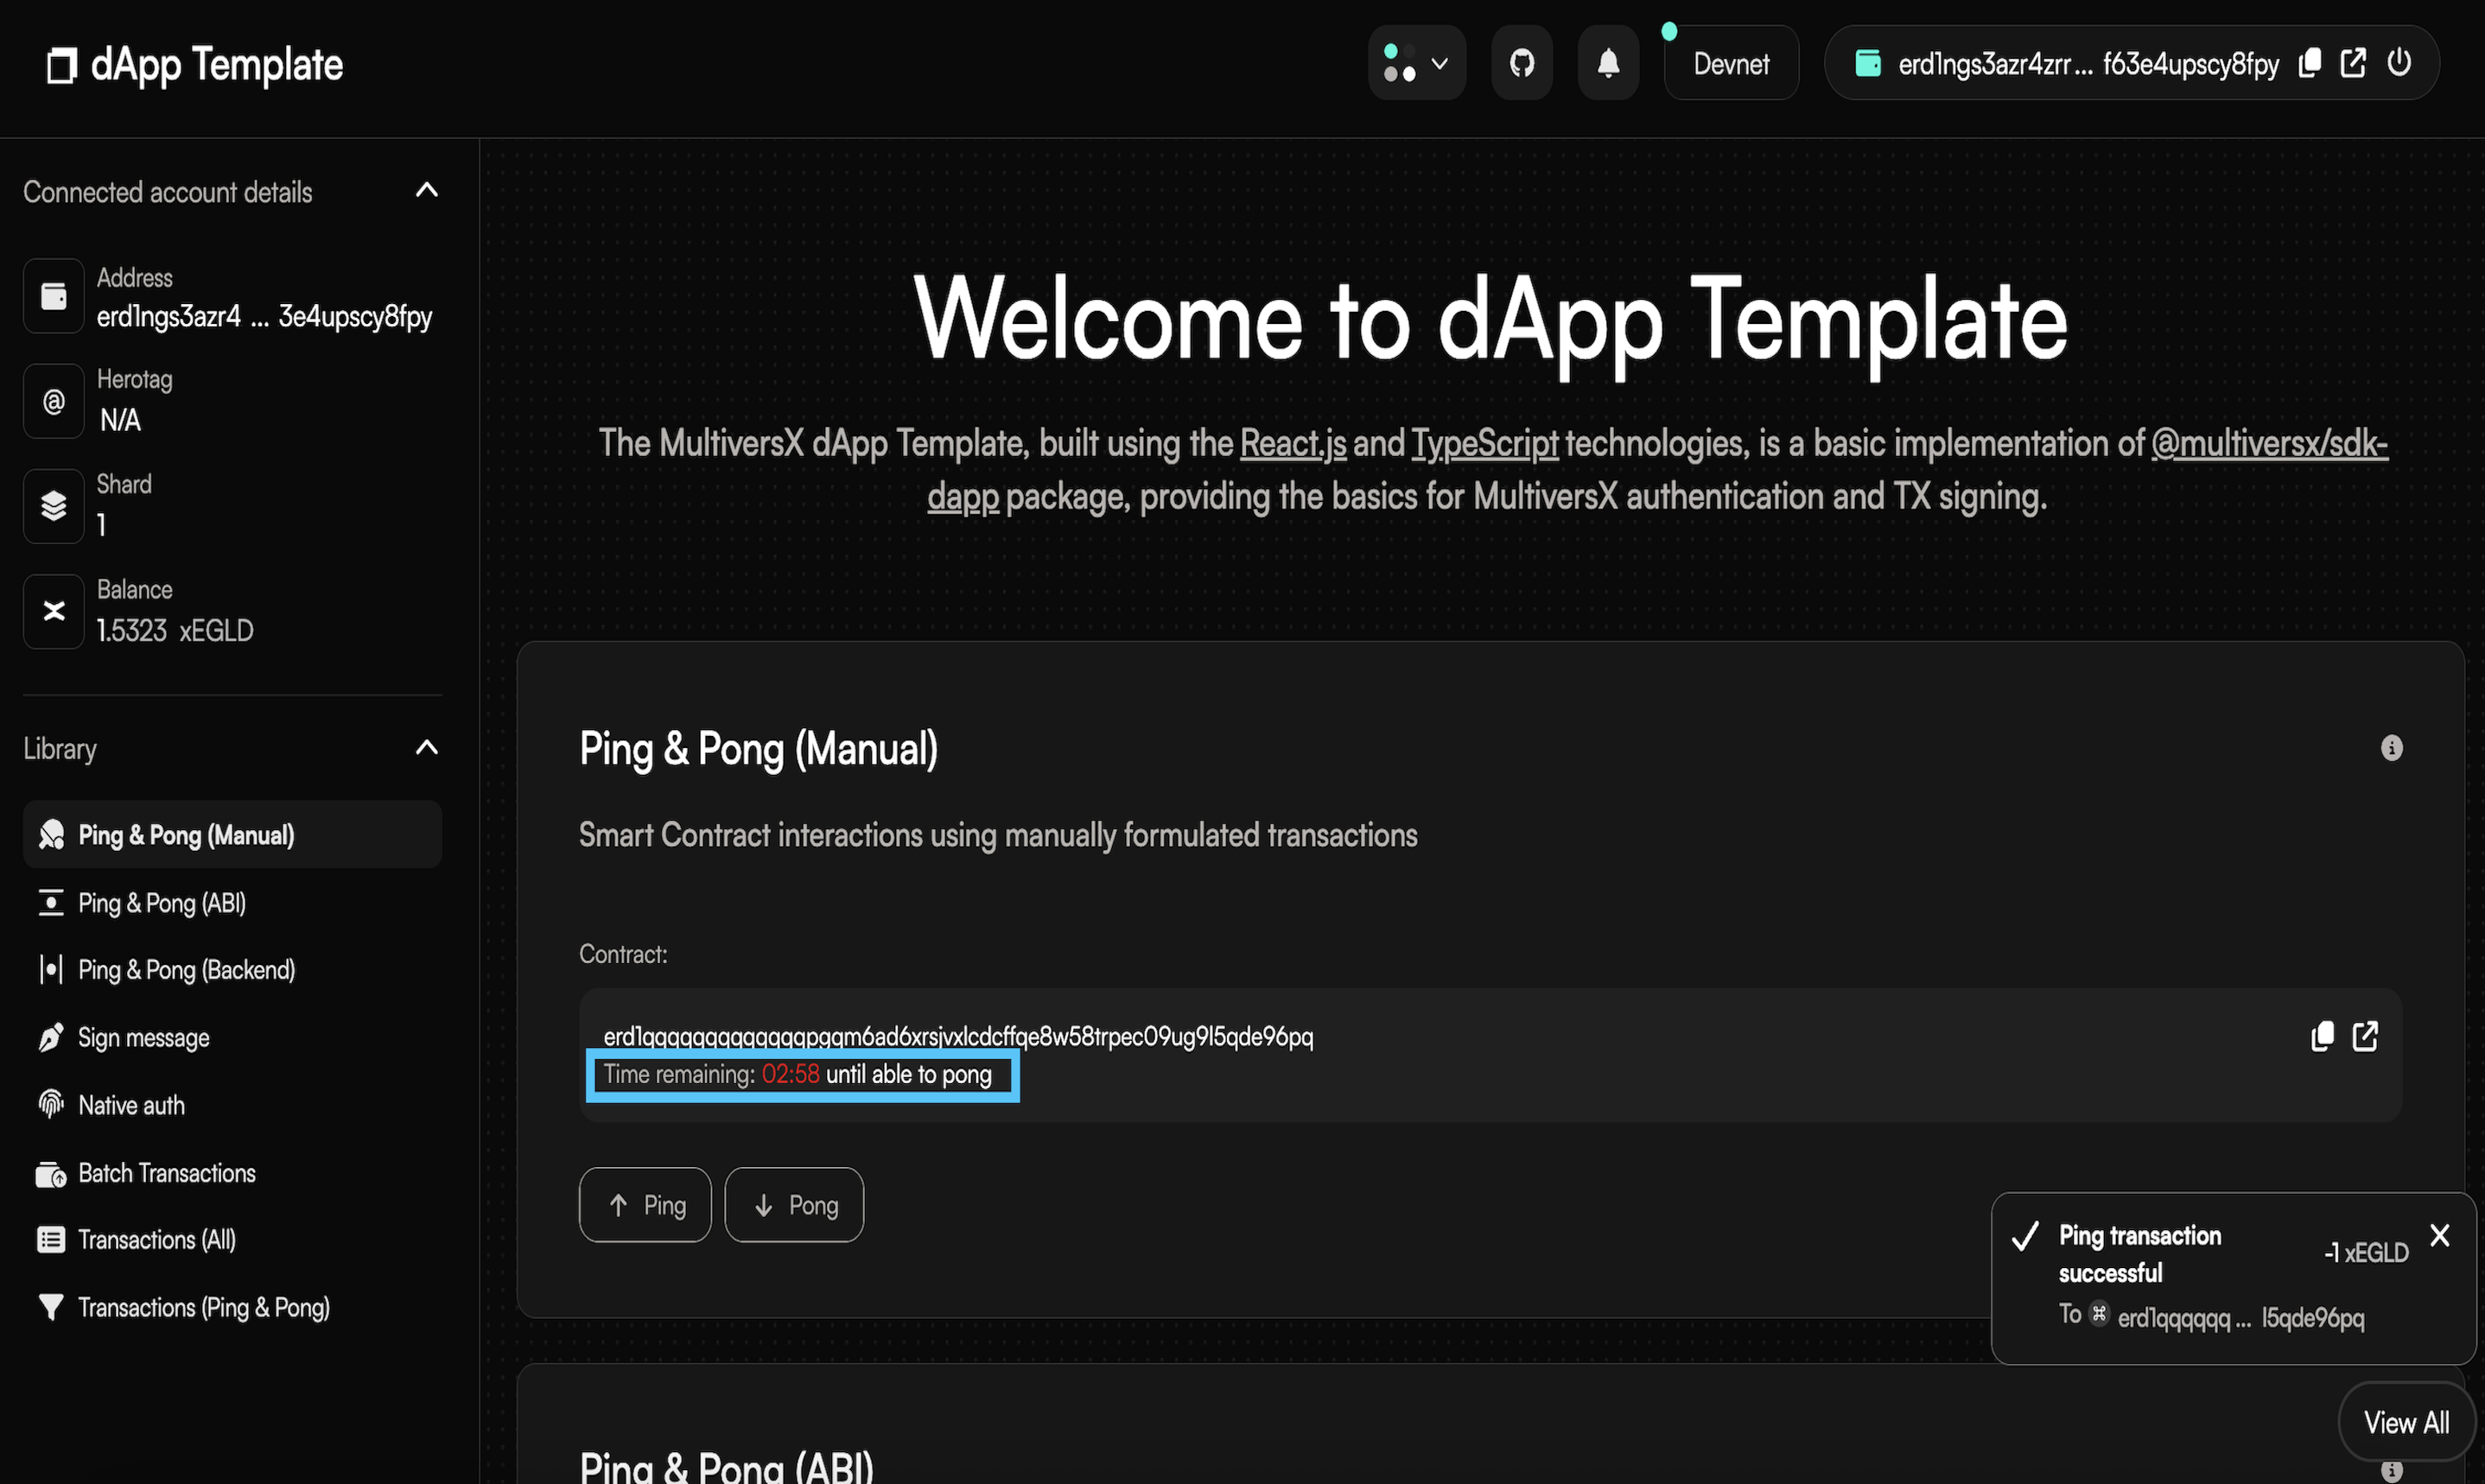 dApp Template
Devnet
erd1ngs3azr4zrr... f63e4upscy8fpy
Connected account details
Address
erd1ngs3azr4 ... 3e4upscy8fpy
Herotag
N/A
Shard
1
Balance
1.5323 xEGLD
Library
Ping & Pong (Manual)
Ping & Pong (ABI)
Ping & Pong (Backend)
Sign message
Native auth
Batch Transactions
Transactions (All)
Transactions (Ping & Pong)
Welcome to dApp Template
The MultiversX dApp Template, built using the React.js and TypeScript technologies, is a basic implementation of @multiversx/sdk-
dapp package, providing the basics for MultiversX authentication and TX signing.
Ping & Pong (Manual)
Smart Contract interactions using manually formulated transactions
Contract:
erd1qqqqqqqqqqqqqpgqm6ad6xrsjvxlcdcffqe8w58trpec09ug9l5qde96pq
Time remaining: 02:58 until able to pong
Ping
Pong
Ping transaction
successful
-1 xEGLD
To erd1qqqqqq ... l5qde96pq
View All
Ping & Pong (ABI)